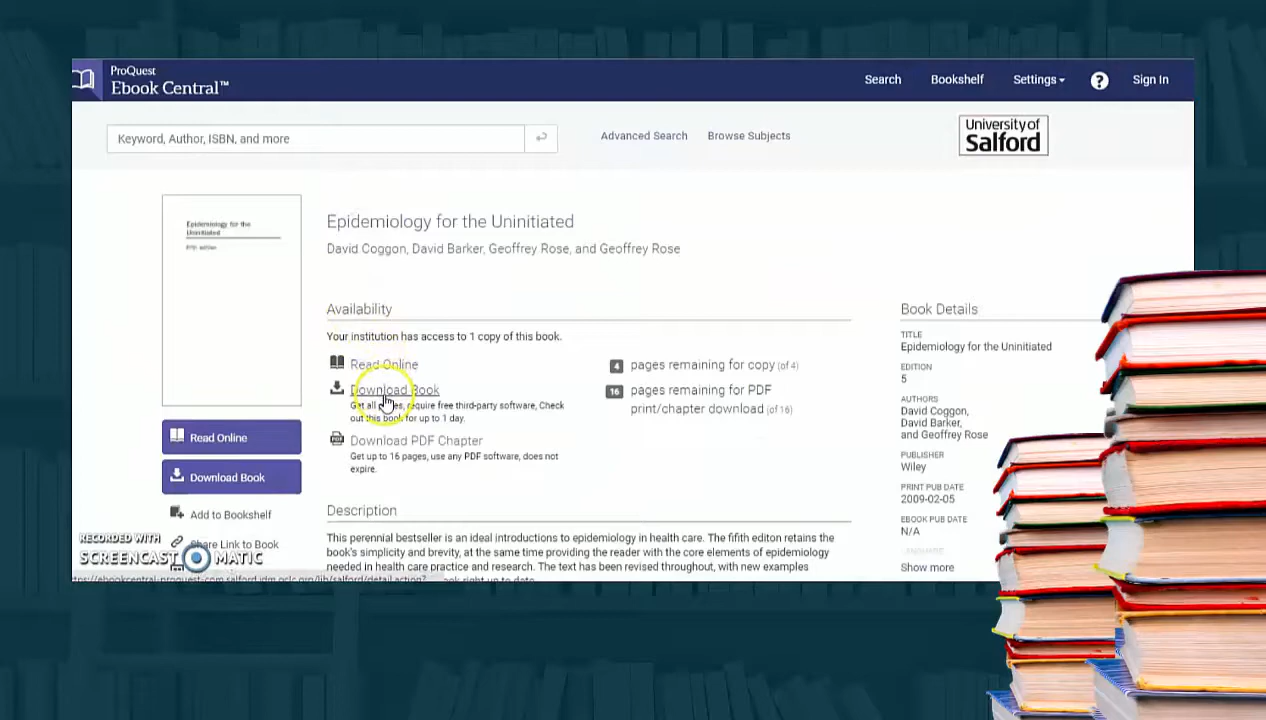 ProQuest
Ebook Central™
Search Bookshelf Settings ? Sign In
Keyword, Author, ISBN, and more
Advanced Search Browse Subjects
University of
Salford
Epidemiology for the
Uninitiated
Fifth edition
Epidemiology for the Uninitiated
David Coggon, David Barker, Geoffrey Rose, and Geoffrey Rose
Availability
Your institution has access to 1 copy of this book.
Read Online
Download Book
Get all pages, require free third-party software, Check
out this book for up to 1 day.
Download PDF Chapter
Get up to 16 pages, use any PDF software, does not
expire.
4 pages remaining for copy (of 4)
16 pages remaining for PDF
print/chapter download (of 16)
Book Details
TITLE
Epidemiology for the Uninitiated
EDITION
5
AUTHORS
David Coggon,
David Barker,
and Geoffrey Rose
PUBLISHER
Wiley
PRINT PUB DATE
2009-02-05
EBOOK PUB DATE
N/A
LANGUAGE
Show more
Read Online
Download Book
Add to Bookshelf
Share Link to Book
Description
This perennial bestseller is an ideal introductions to epidemiology in health care. The fifth editon retains the
book's simplicity and brevity, at the same time providing the reader with the core elements of epidemiology
needed in health care practice and research. The text has been revised throughout, with new examples
RECORDED WITH
SCREENCAST MATIC